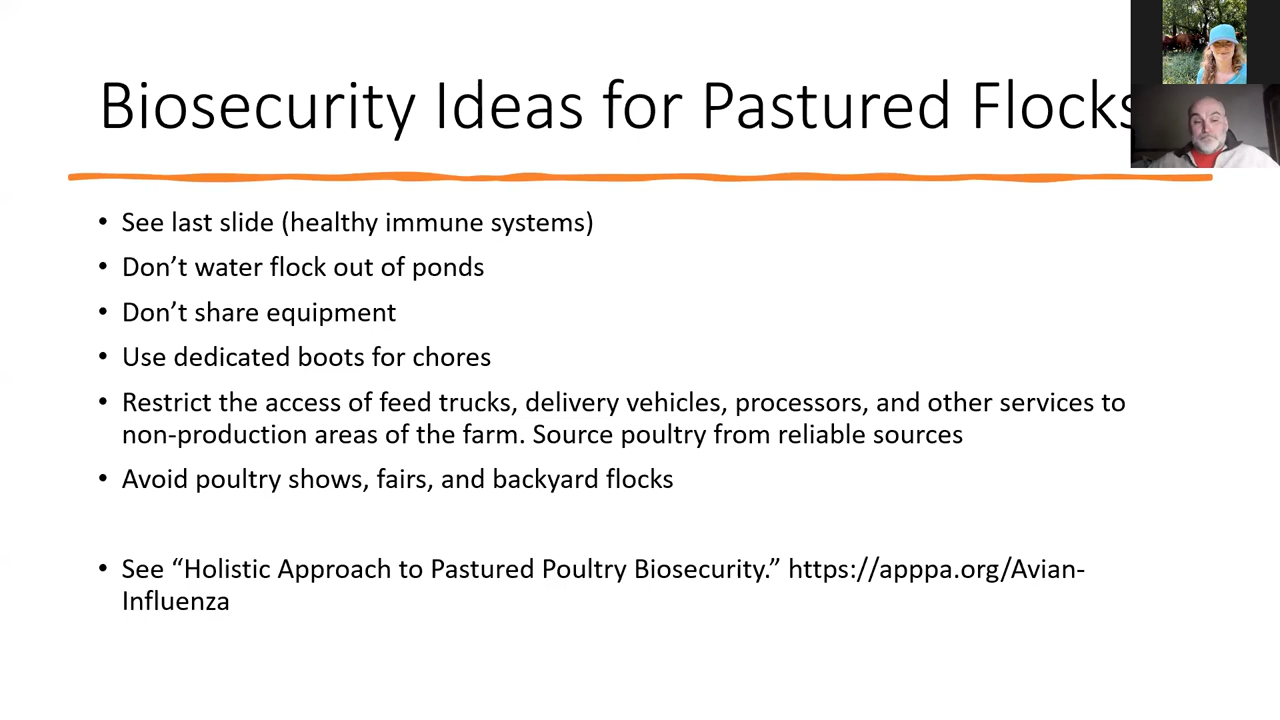 Biosecurity Ideas for Pastured Flocks
• See last slide (healthy immune systems)
• Don’t water flock out of ponds
• Don’t share equipment
• Use dedicated boots for chores
• Restrict the access of feed trucks, delivery vehicles, processors, and other services to
non-production areas of the farm. Source poultry from reliable sources
• Avoid poultry shows, fairs, and backyard flocks
• See “Holistic Approach to Pastured Poultry Biosecurity.” https://apppa.org/Avian-
Influenza